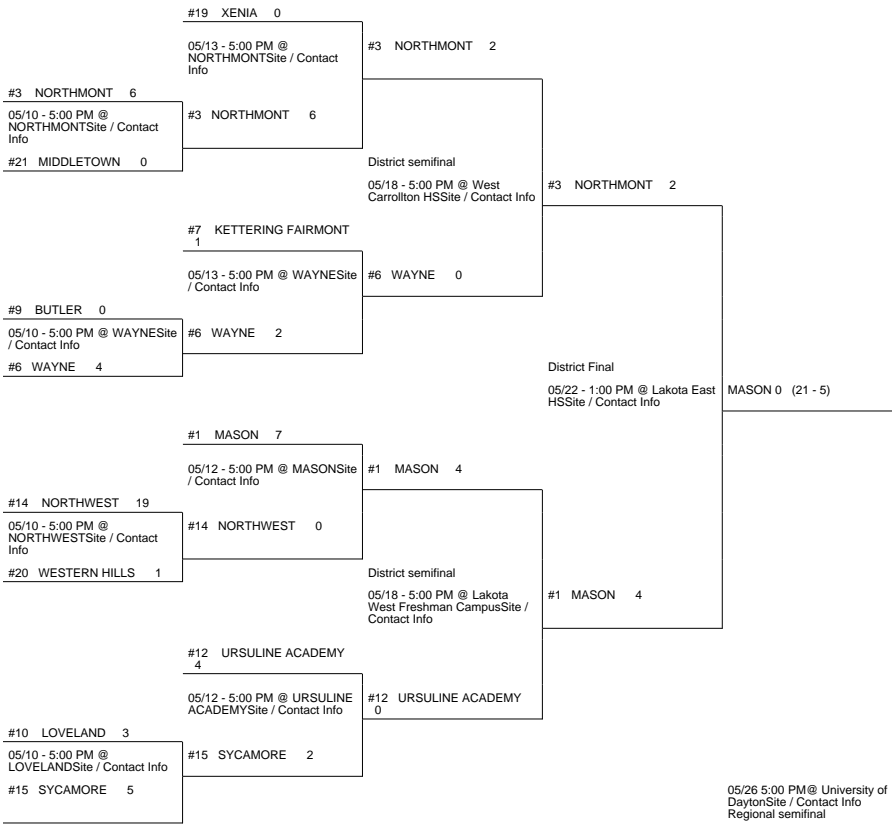 #19 XENIA 0
05/13 - 5:00 PM @
NORTHMONTSite / Contact
Info
#3 NORTHMONT 2
#3 NORTHMONT 6
05/10 - 5:00 PM @
NORTHMONTSite / Contact
Info
#3 NORTHMONT 6
#21 MIDDLETOWN 0
District semifinal
05/18 - 5:00 PM @ West
Carrollton HSSite / Contact Info
#3 NORTHMONT 2
#7 KETTERING FAIRMONT
1
05/13 - 5:00 PM @ WAYNESite
/ Contact Info
#6 WAYNE 0
#9 BUTLER 0
05/10 - 5:00 PM @ WAYNESite
/ Contact Info
#6 WAYNE 2
#6 WAYNE 4
District Final
05/22 - 1:00 PM @ Lakota East
HSSite / Contact Info
MASON 0 (21 - 5)
#1 MASON 7
05/12 - 5:00 PM @ MASONSite
/ Contact Info
#1 MASON 4
#14 NORTHWEST 19
05/10 - 5:00 PM @
NORTHWESTSite / Contact
Info
#14 NORTHWEST 0
#20 WESTERN HILLS 1
District semifinal
05/18 - 5:00 PM @ Lakota
West Freshman CampusSite /
Contact Info
#1 MASON 4
#12 URSULINE ACADEMY
4
05/12 - 5:00 PM @ URSULINE
ACADEMYSite / Contact Info
#12 URSULINE ACADEMY
0
#10 LOVELAND 3
05/10 - 5:00 PM @
LOVELANDSite / Contact Info
#15 SYCAMORE 2
#15 SYCAMORE 5
05/26 5:00 PM@ University of
DaytonSite / Contact Info
Regional semifinal